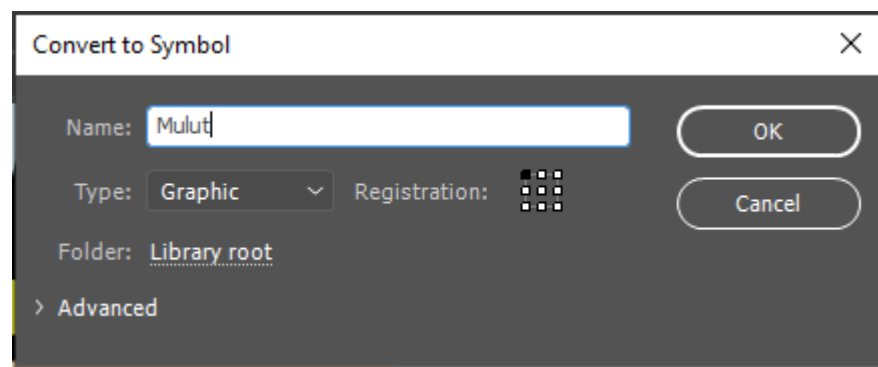 Convert to Symbol
Name: Mulut
OK
Type: Graphic Registration:
Cancel
Folder: Library root
Advanced